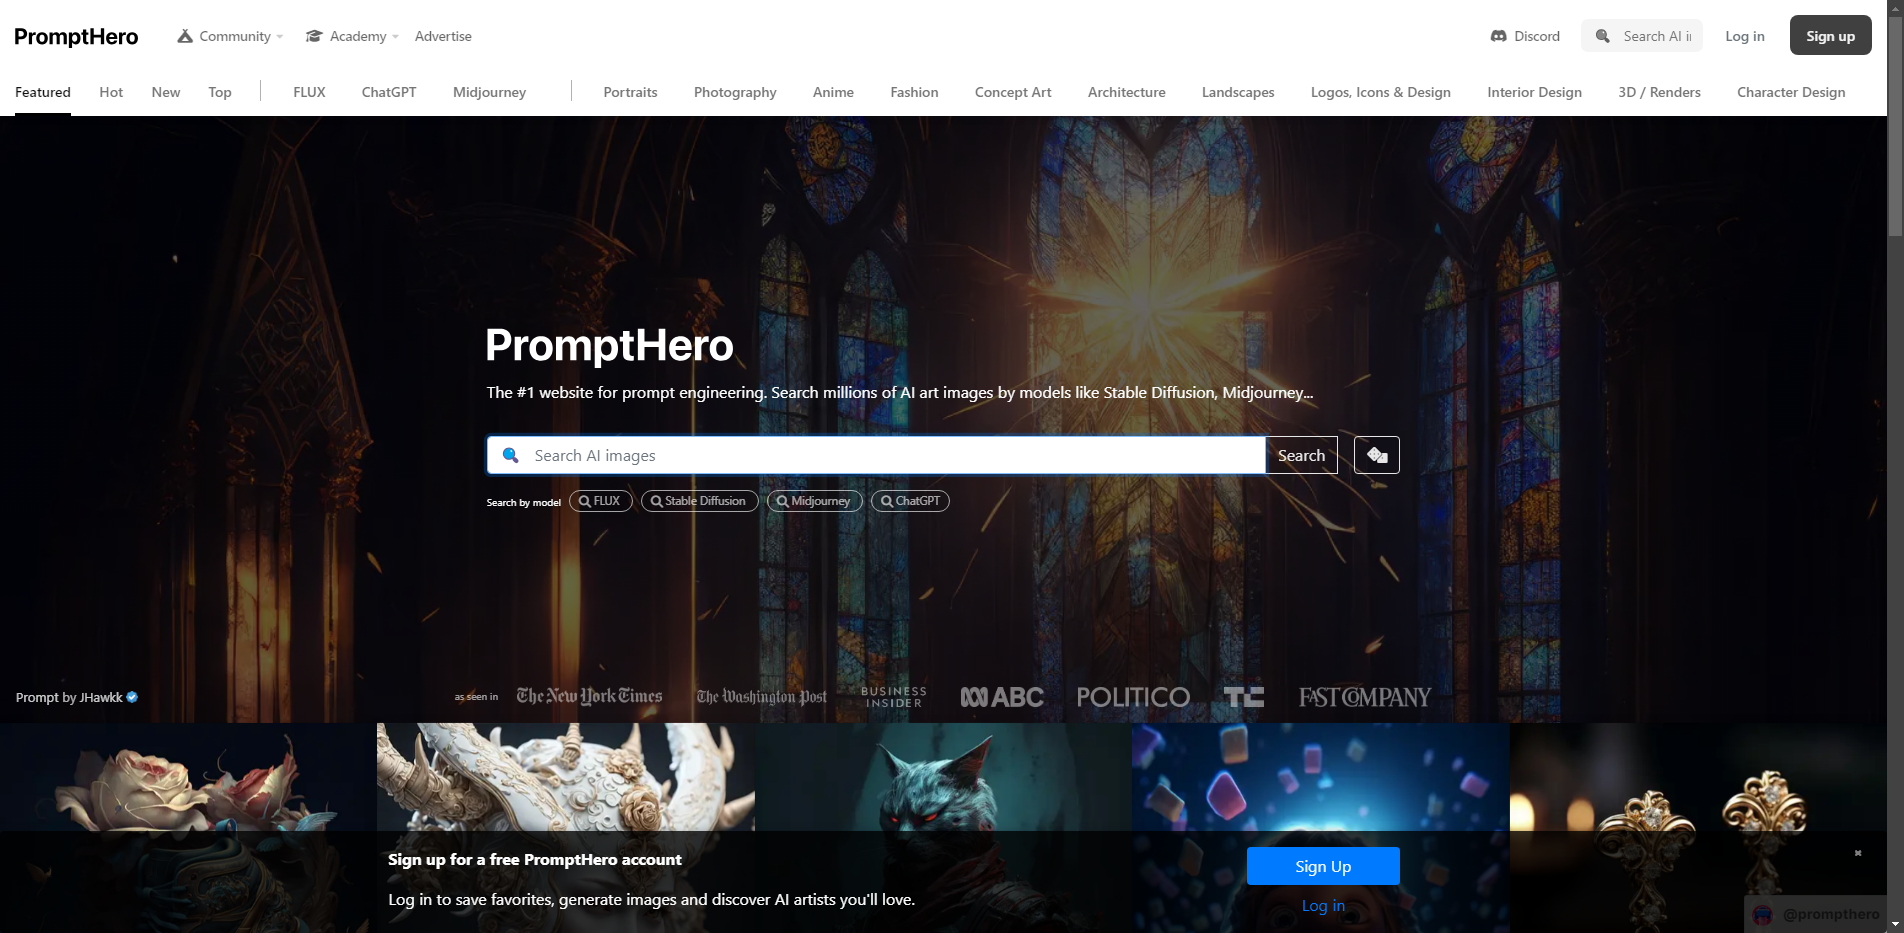 PromptHero
Community
Academy
Advertise
Discord
Search AI i
Log in
Sign up
Featured
Hot
New
Top
FLUX
ChatGPT
Midjourney
Portraits
Photography
Anime
Fashion
Concept Art
Architecture
Landscapes
Logos, Icons & Design
Interior Design
3D / Renders
Character Design
PromptHero
The #1 website for prompt engineering. Search millions of AI art images by models like Stable Diffusion, Midjourney...
Search AI images
Search
Search by model
FLUX
Stable Diffusion
Midjourney
ChatGPT
Prompt by JHawkk
as seen in
The New York Times
The Washington Post
BUSINESS
INSIDER
ABC
POLITICO
TC
FAST COMPANY
Sign up for a free PromptHero account
Log in to save favorites, generate images and discover AI artists you'll love.
Sign Up
Log in
@prompthero